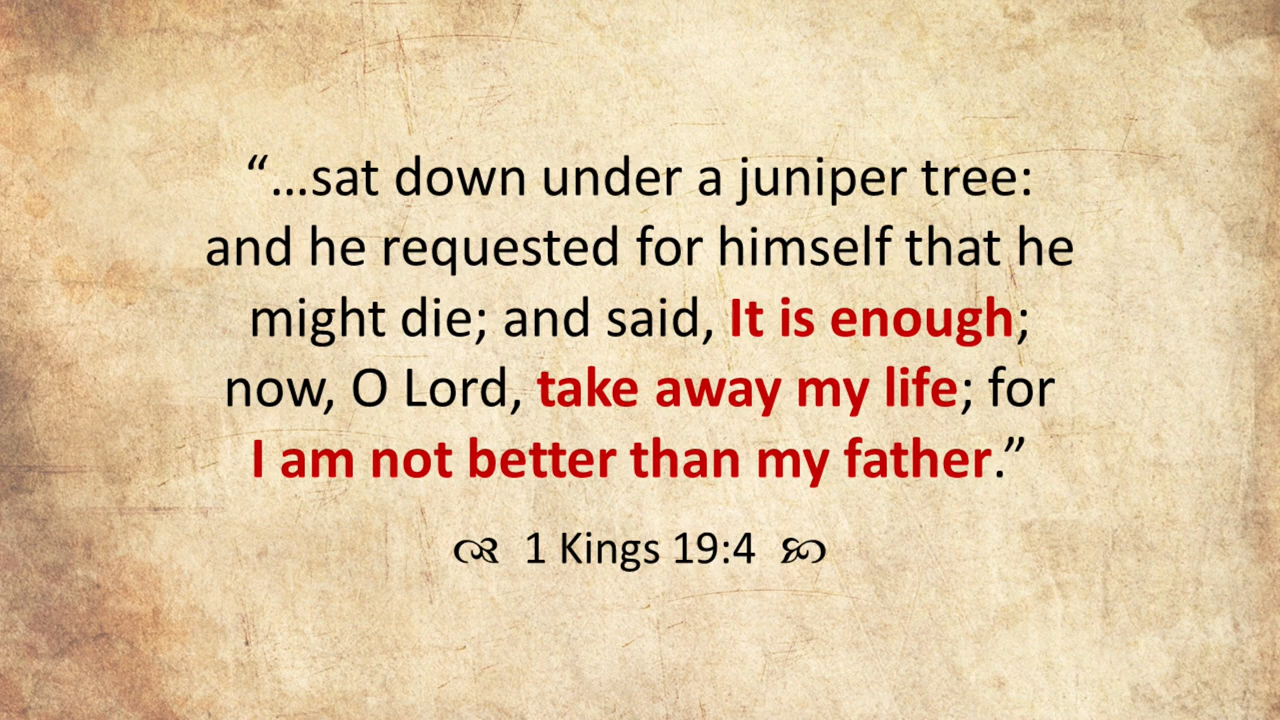 “...sat down under a juniper tree:
and he requested for himself that he
might die; and said, It is enough;
now, O Lord, take away my life; for
I am not better than my father.”
1 Kings 19:4